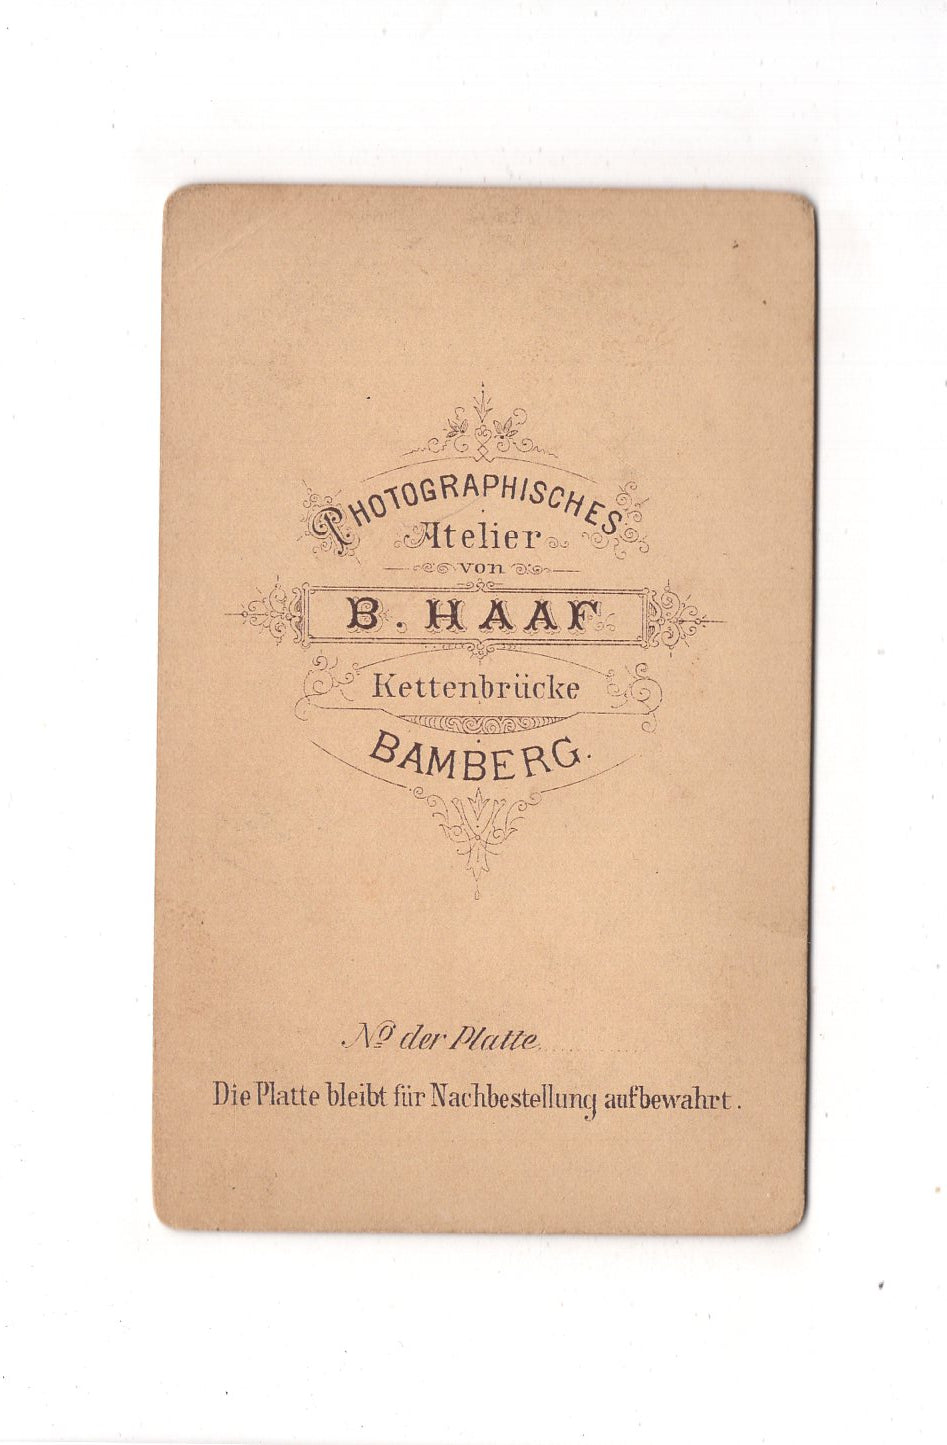 PHOTOGRAPHISCHES
Atelier
von
B. HAAF
Kettenbrücke
BAMBERG.
No der Platte
Die Platte bleibt für Nachbestellung aufbewahrt.